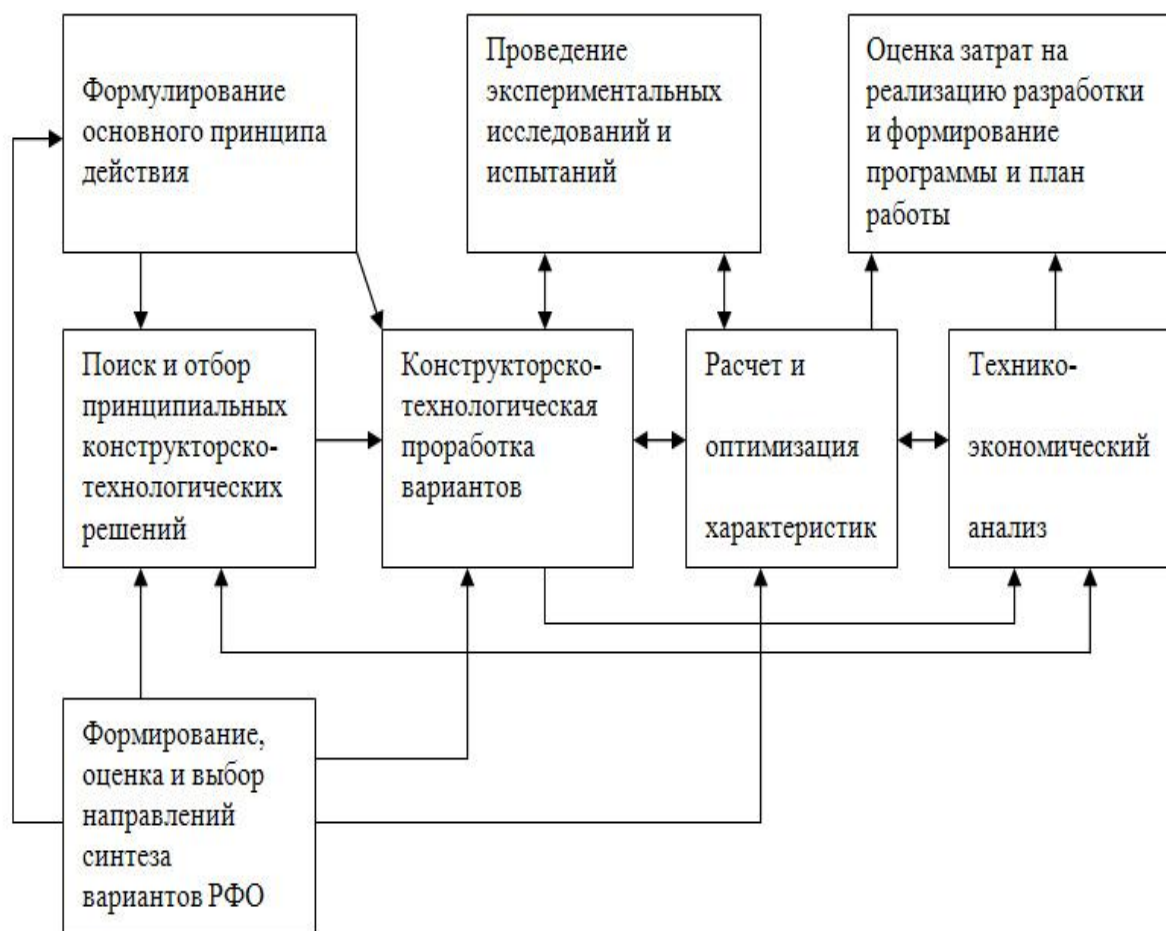 Формулирование
основного принципа
действия
Проведение
экспериментальных
исследований и
испытаний
Оценка затрат на
реализацию разработки
и формирование
программы и план
работы
Поиск и отбор
принципиальных
конструкторско-
технологических
решений
Конструкторско-
технологическая
проработка
вариантов
Расчет и
оптимизация
характеристик
Технико-
экономический
анализ
Формирование,
оценка и выбор
направлений
синтеза
вариантов РФО